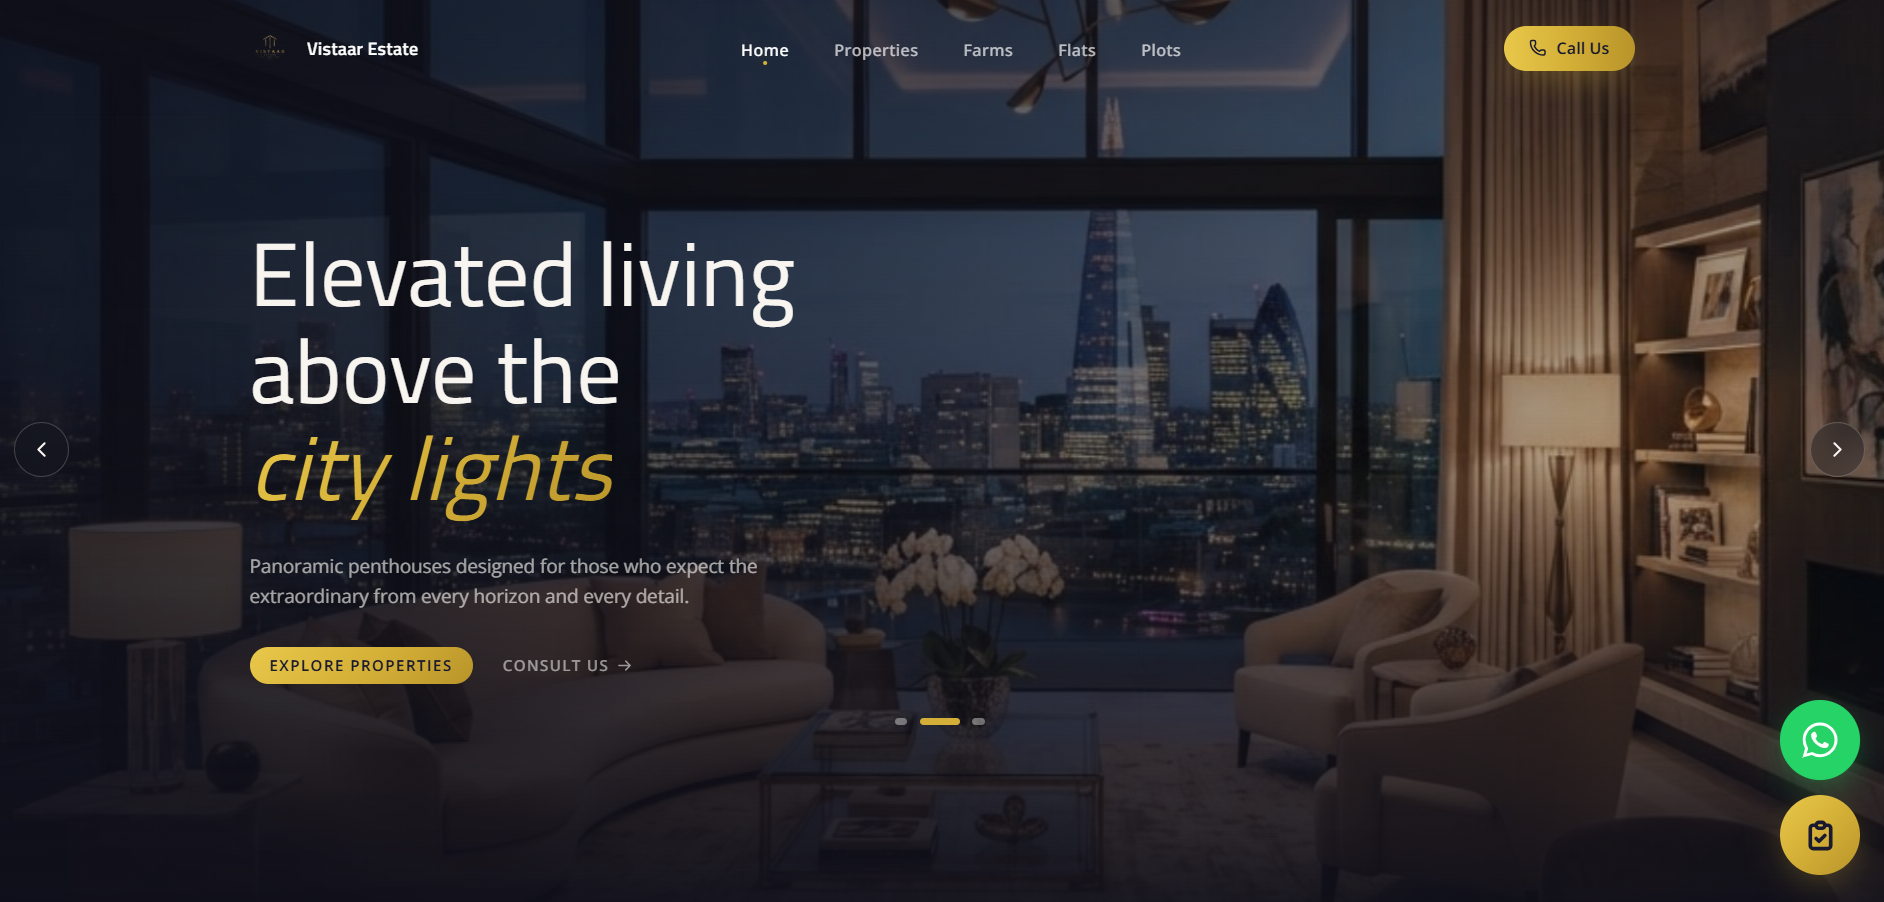 VISTAAR
Vistaar Estate
Home
Properties
Farms
Flats
Plots
Call Us
Elevated living
above the
city lights
Panoramic penthouses designed for those who expect the
extraordinary from every horizon and every detail.
EXPLORE PROPERTIES
CONSULT US →